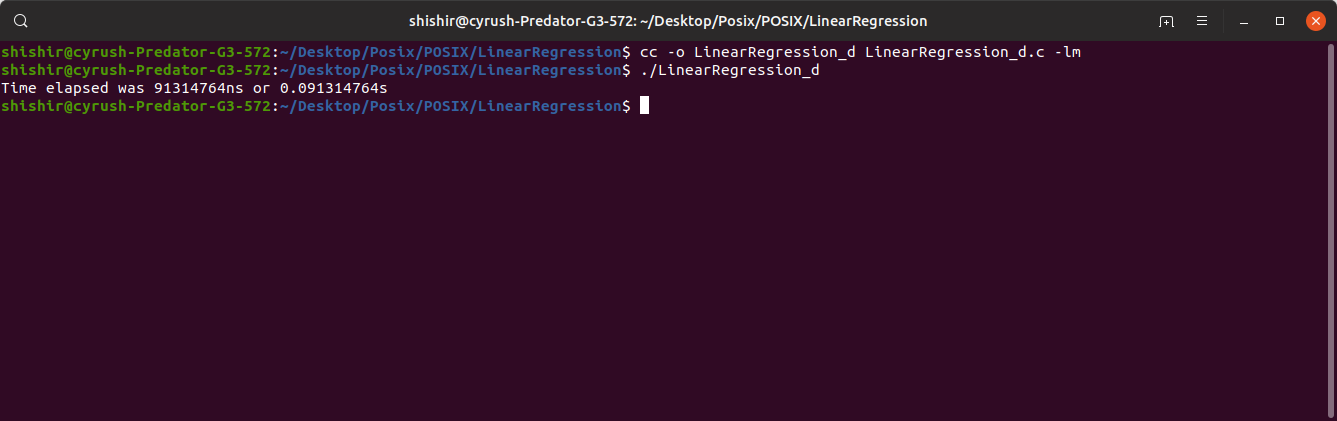 shishir@cyrush-Predator-G3-572: ~/Desktop/Posix/POSIX/LinearRegression
shishir@cyrush-Predator-G3-572:~/Desktop/Posix/POSIX/LinearRegression$ cc -o LinearRegression_d LinearRegression_d.c -lm
shishir@cyrush-Predator-G3-572:~/Desktop/Posix/POSIX/LinearRegression$ ./LinearRegression_d
Time elapsed was 91314764ns or 0.091314764s
shishir@cyrush-Predator-G3-572:~/Desktop/Posix/POSIX/LinearRegression$